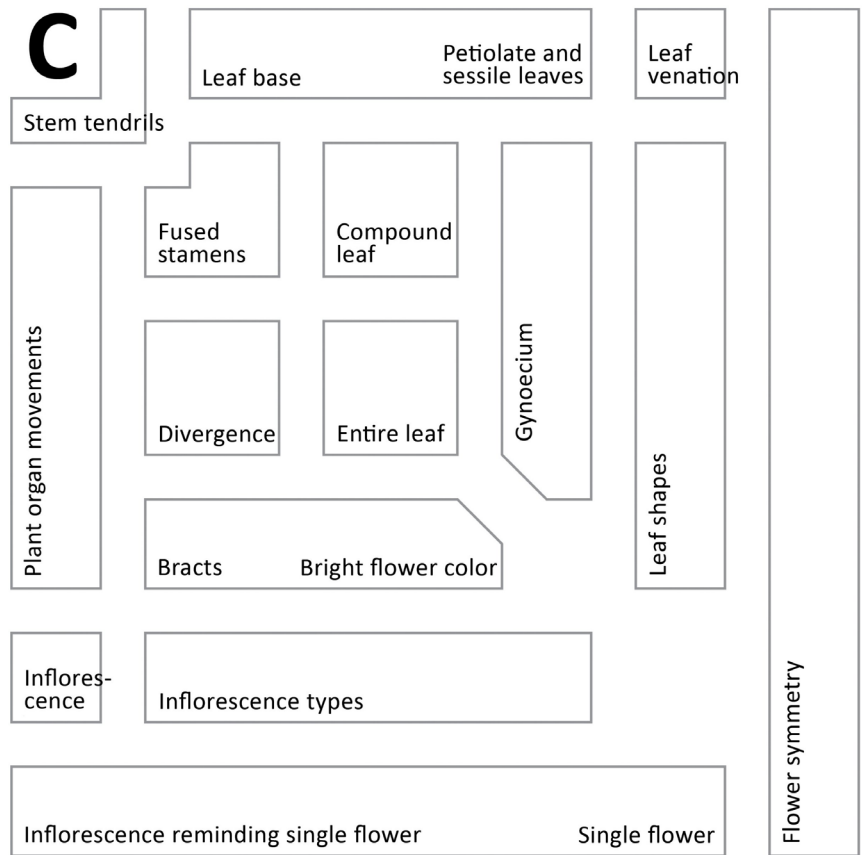 C
Leaf base
Petiolate and
sessile leaves
Leaf
venation
Stem tendrils
Fused
stamens
Compound
leaf
Plant organ movements
Divergence
Entire leaf
Gynoecium
Leaf shapes
Bracts
Bright flower color
Inflores-
cence
Inflorescence types
Flower symmetry
Inflorescence reminding single flower
Single flower